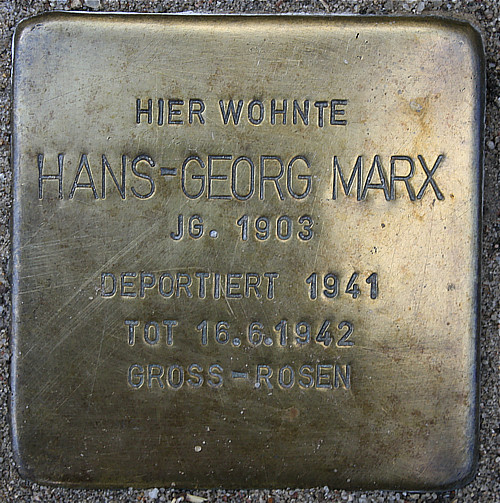 HIER WOHNTE
HANS-GEORG MARX
JG. 1903
DEPORTIERT 1941
TOT 16.6.1942
GROSS-ROSEN